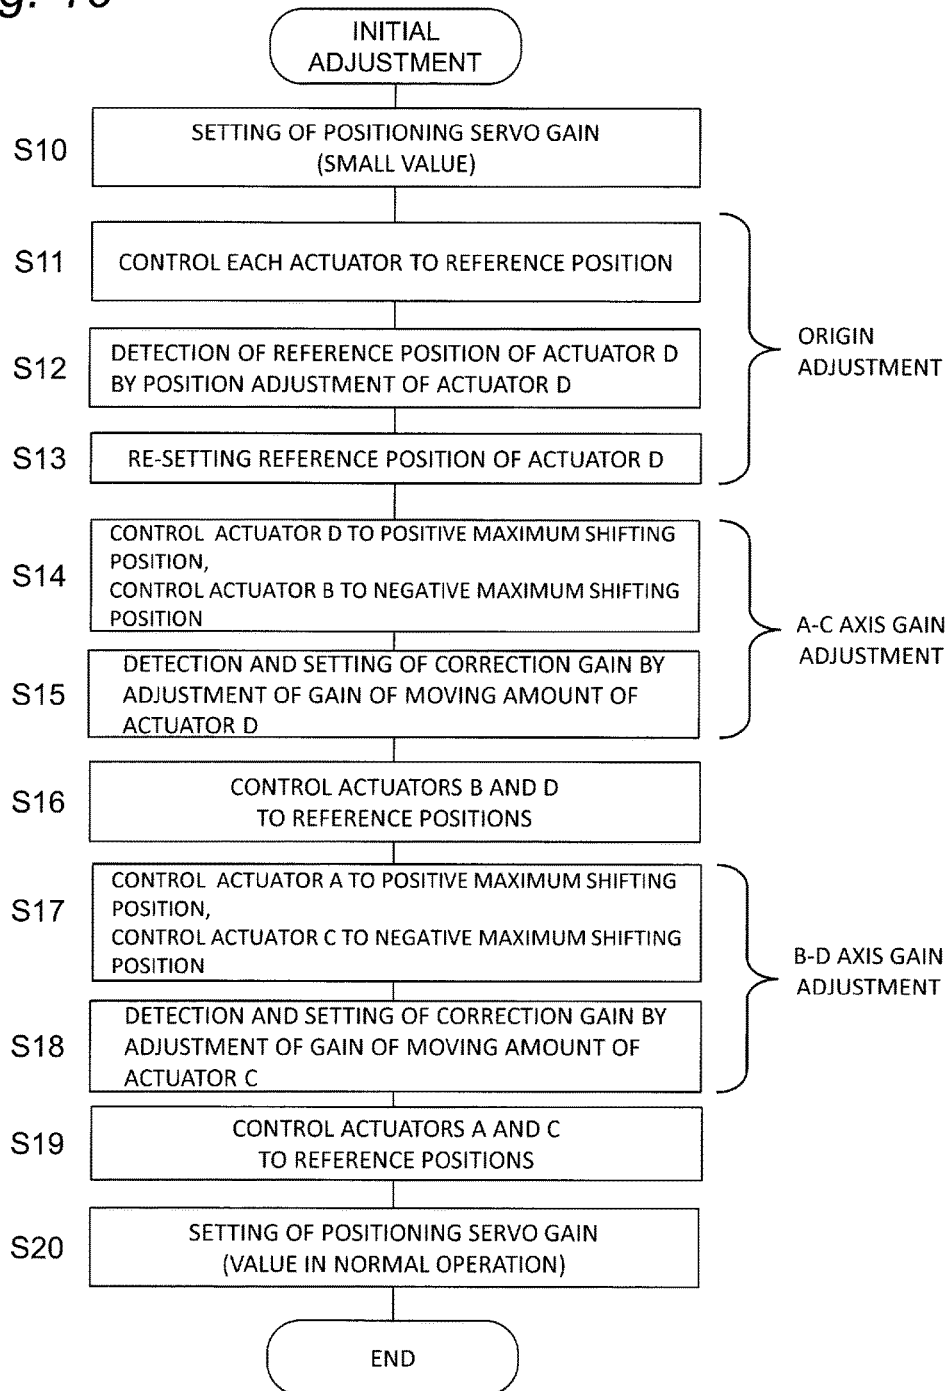 INITIAL
ADJUSTMENT
S10
SETTING OF POSITIONING SERVO GAIN
(SMALL VALUE)
S11
CONTROL EACH ACTUATOR TO REFERENCE POSITION
S12
DETECTION OF REFERENCE POSITION OF ACTUATOR D
BY POSITION ADJUSTMENT OF ACTUATOR D
S13
RE-SETTING REFERENCE POSITION OF ACTUATOR D
ORIGIN
ADJUSTMENT
S14
CONTROL ACTUATOR D TO POSITIVE MAXIMUM SHIFTING
POSITION,
CONTROL ACTUATOR B TO NEGATIVE MAXIMUM SHIFTING
POSITION
S15
DETECTION AND SETTING OF CORRECTION GAIN BY
ADJUSTMENT OF GAIN OF MOVING AMOUNT OF
ACTUATOR D
A-C AXIS GAIN
ADJUSTMENT
S16
CONTROL ACTUATORS B AND D
TO REFERENCE POSITIONS
S17
CONTROL ACTUATOR A TO POSITIVE MAXIMUM SHIFTING
POSITION,
CONTROL ACTUATOR C TO NEGATIVE MAXIMUM SHIFTING
POSITION
S18
DETECTION AND SETTING OF CORRECTION GAIN BY
ADJUSTMENT OF GAIN OF MOVING AMOUNT OF
ACTUATOR C
B-D AXIS GAIN
ADJUSTMENT
S19
CONTROL ACTUATORS A AND C
TO REFERENCE POSITIONS
S20
SETTING OF POSITIONING SERVO GAIN
(VALUE IN NORMAL OPERATION)
END